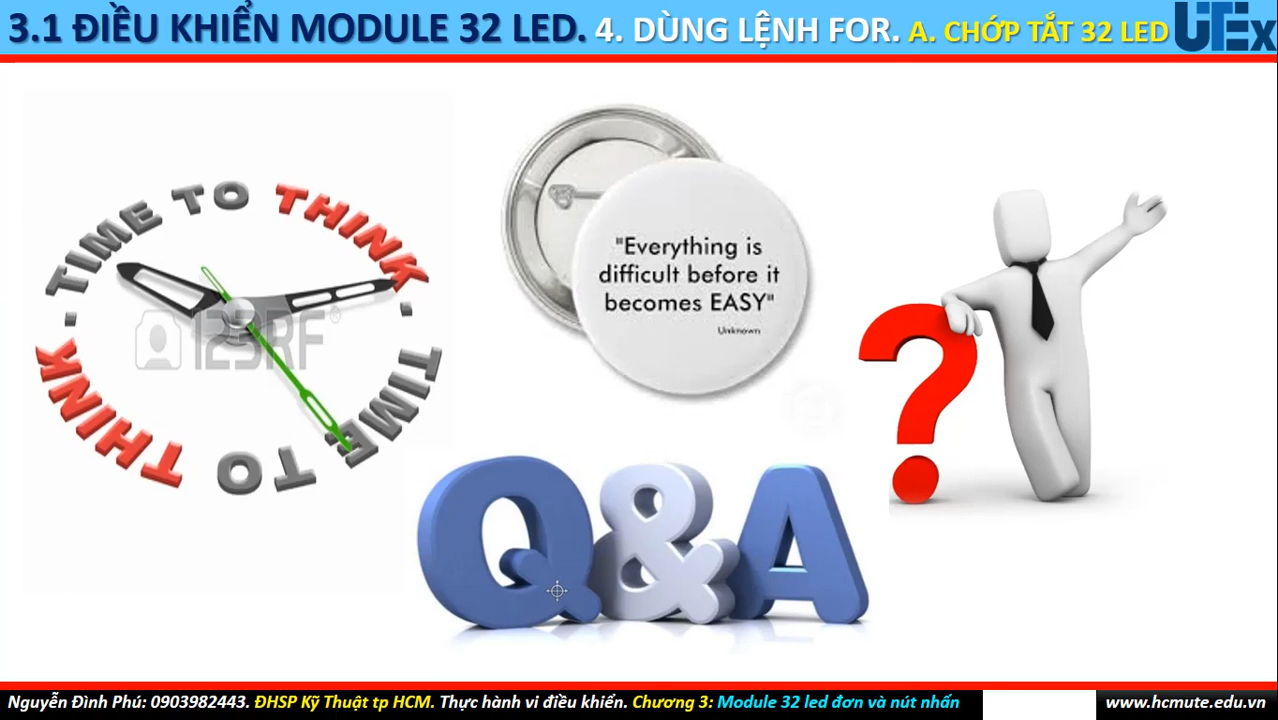 3.1 ĐIỀU KHIỂN MODULE 32 LED. 4. DÙNG LỆNH FOR. A. CHỚP TẮT 32 LED
UTEx
TIME TO THINK
TIME TO THINK
123RF®
"Everything is
difficult before it
becomes EASY"
Unknown
?
Q&A
Nguyễn Đình Phú: 0903982443. ĐHSP Kỹ Thuật tp HCM. Thực hành vi điều khiển. Chương 3: Module 32 led đơn và nút nhấn
www.hcmute.edu.vn